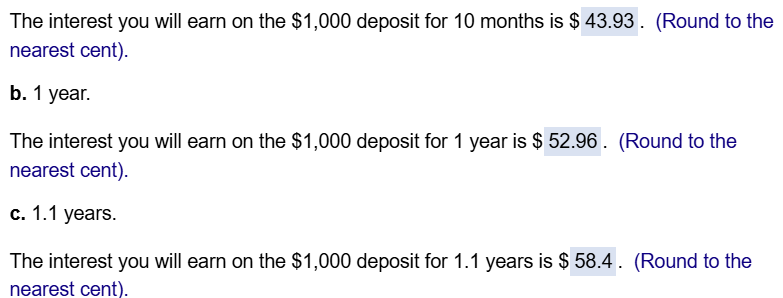 The interest you will earn on the $1,000 deposit for 10 months is $ 43.93 . (Round to the
nearest cent).
b. 1 year.
The interest you will earn on the $1,000 deposit for 1 year is $ 52.96 . (Round to the
nearest cent).
c. 1.1 years.
The interest you will earn on the $1,000 deposit for 1.1 years is $ 58.4 . (Round to the
nearest cent).